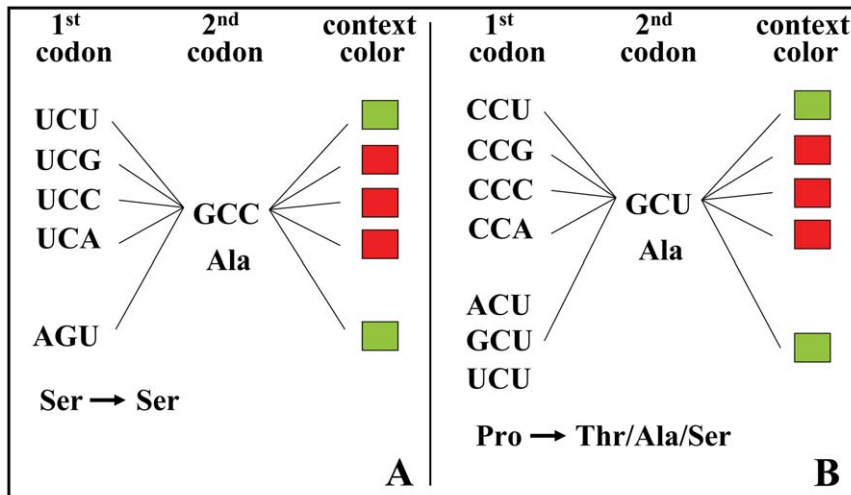 1st 2nd context
codon codon color
UCU
UCG
UCC
UCA
GCC
Ala
AGU
Ser → Ser
A
1st 2nd context
codon codon color
CCU
CCG
CCC
CCA
GCU
Ala
ACU
GCU
UCU
Pro → Thr/Ala/Ser
B